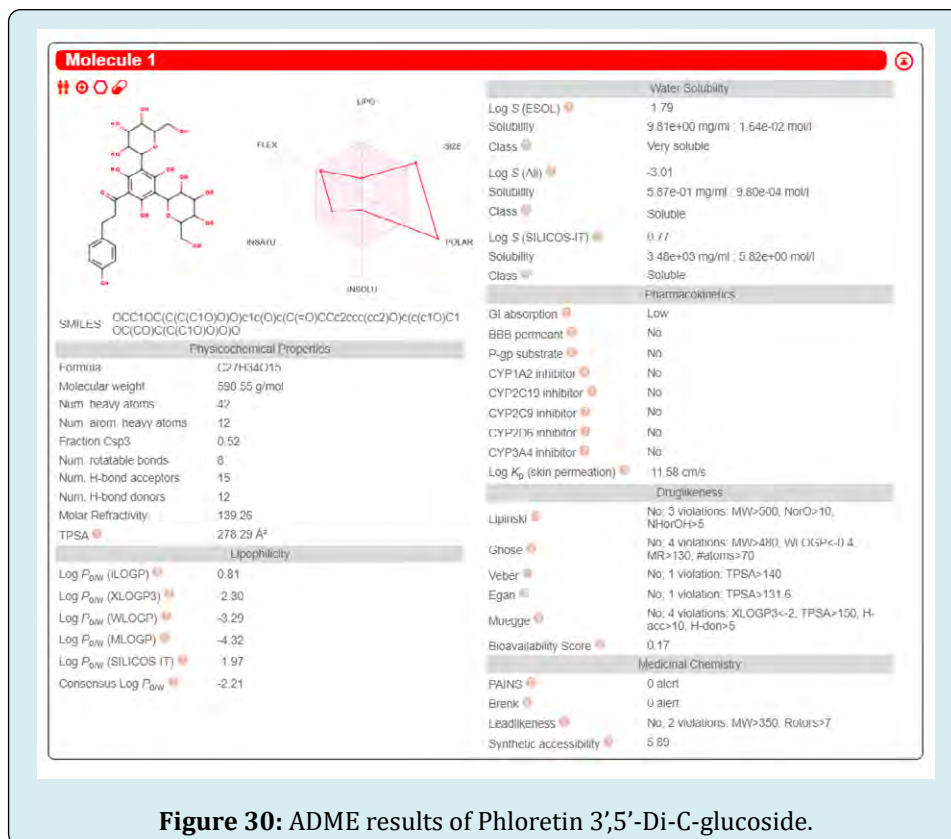 Molecule 1
LIPO
FLEX
SIZE
INSATU
POLAR
INSOLU
SMILES OCC1OC(C(C(C1O)O)O)c1c(O)c(C(=O)CCc2ccc(cc2)O)c(c(c1O)C1
OC(CO)C(C(C1O)O)O)O
Physicochemical Properties
Formula C27H34O15
Molecular weight 598.55 g/mol
Num. heavy atoms 42
Num. arom. heavy atoms 12
Fraction Csp3 0.52
Num. rotatable bonds 8
Num. H-bond acceptors 15
Num. H-bond donors 12
Molar Refractivity 139.26
TPSA 278.29 Å²
Lipophilicity
Log Po/w (iLOGP) 0.81
Log Po/w (XLOGP3) -2.30
Log Po/w (WLOGP) -3.29
Log Po/w (MLOGP) -4.32
Log Po/w (SILICOS-IT) 1.97
Consensus Log Po/w -2.21
Water Solubility
Log S (ESOL) 1.79
Solubility 9.81e+00 mg/ml ; 1.64e-02 mol/l
Class Very soluble
Log S (Ali) -3.01
Solubility 5.87e-01 mg/ml ; 9.80e-04 mol/l
Class Soluble
Log S (SILICOS-IT) 0.77
Solubility 3.48e+03 mg/ml ; 5.82e+00 mol/l
Class Soluble
Pharmacokinetics
GI absorption Low
BBB permeant No
P-gp substrate No
CYP1A2 inhibitor No
CYP2C19 inhibitor No
CYP2C9 inhibitor No
CYP2D6 inhibitor No
CYP3A4 inhibitor No
Log Kp (skin permeation) 11.58 cm/s
Druglikeness
Lipinski No; 3 violations: MW>500, NorO>10,
NHorOH>5
Ghose No; 4 violations: MW>480, WLOGP<-0.4,
MR>130, #atoms>70
Veber No; 1 violation: TPSA>140
Egan No; 1 violation: TPSA>131.6
Muegge No; 4 violations: XLOGP3<-2, TPSA>150, H-
acc>10, H-don>5
Bioavailability Score 0.17
Medicinal Chemistry
PAINS 0 alert
Brenk 0 alert
Leadlikeness No; 2 violations: MW>350, Rotors>7
Synthetic accessibility 5.89
Figure 30: ADME results of Phloretin 3',5'-Di-C-glucoside.